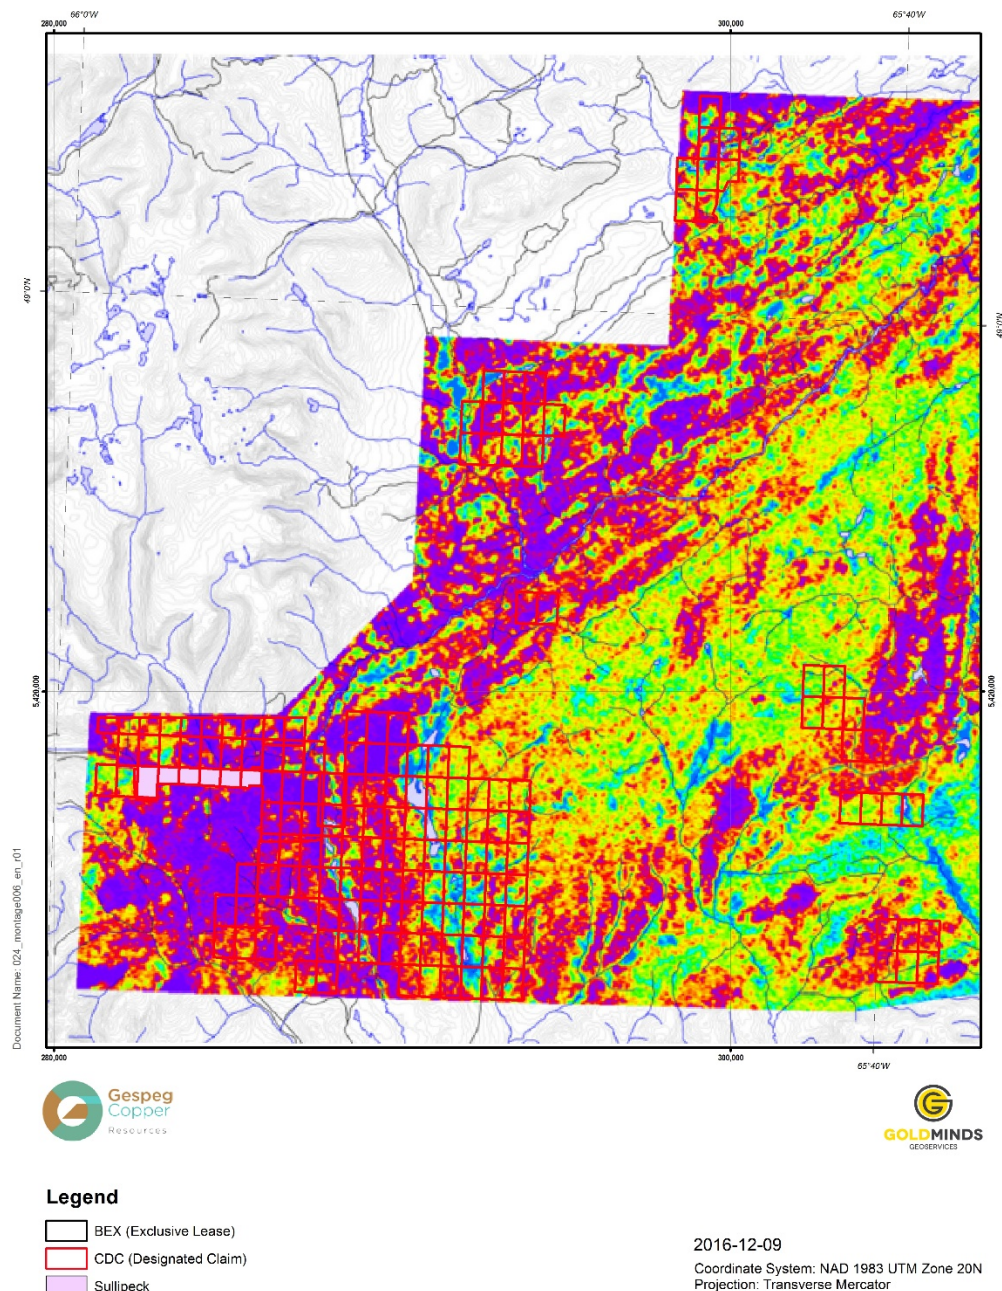 66°0'W
65°40'W
280,000
300,000
49°0'N
49°0'W
5,420,000
5,420,000
Document Name: 024_montage006_en_r01
280,000
300,000
65°40'W
Gespeg
Copper
Resources
GOLDMINDS
GEOSERVICES
Legend
BEX (Exclusive Lease)
CDC (Designated Claim)
Sullipeck
2016-12-09
Coordinate System: NAD 1983 UTM Zone 20N
Projection: Transverse Mercator